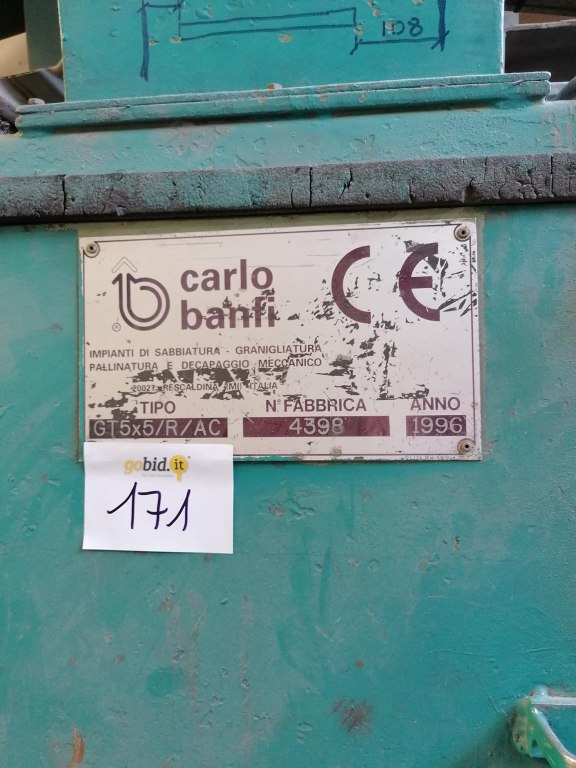 108
carlo
banfi
CE
®
IMPIANTI DI SABBIATURA - GRANIGLIATURA
PALLINATURA E DECAPAGGIO MECCANICO
20027 RESCALDINA (MI) ITALIA
TIPO N° FABBRICA ANNO
GT5x5/R/AC 4398 1996
gobid.it
171